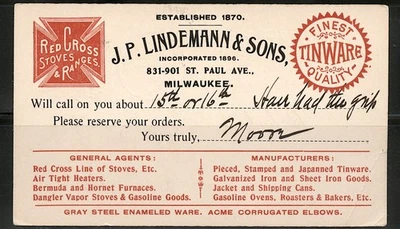 ESTABLISHED 1870.
RED CROSS
STOVES
& RANGES.
J. P. LINDEMANN & SONS,
INCORPORATED 1896.
831-901 ST. PAUL AVE.,
MILWAUKEE.
FINEST
TINWARE
QUALITY
Will call on you about 15th or 16th Have had the grip
Please reserve your orders.
Yours truly, Moore
GENERAL AGENTS:
Red Cross Line of Stoves, Etc.
Air Tight Heaters.
Bermuda and Hornet Furnaces.
Dangler Vapor Stoves & Gasoline Goods.
MANUFACTURERS:
Pieced, Stamped and Japanned Tinware.
Galvanized Iron and Sheet Iron Goods.
Jacket and Shipping Cans.
Gasoline Ovens, Roasters & Bakers, Etc.
GRAY STEEL ENAMELED WARE. ACME CORRUGATED ELBOWS.